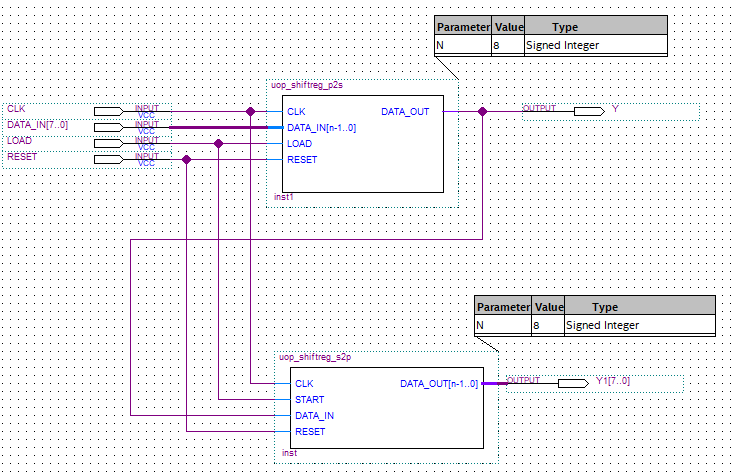 Parameter Value Type
N 8 Signed Integer
uop_shiftreg_p2s
CLK INPUT VCC
DATA_IN[7..0] INPUT VCC
LOAD INPUT VCC
RESET INPUT VCC
CLK DATA_OUT
DATA_IN[n-1..0]
LOAD
RESET
inst1
OUTPUT Y
Parameter Value Type
N 8 Signed Integer
uop_shiftreg_s2p
CLK DATA_OUT[n-1..0]
START
DATA_IN
RESET
inst
OUTPUT Y1[7..0]